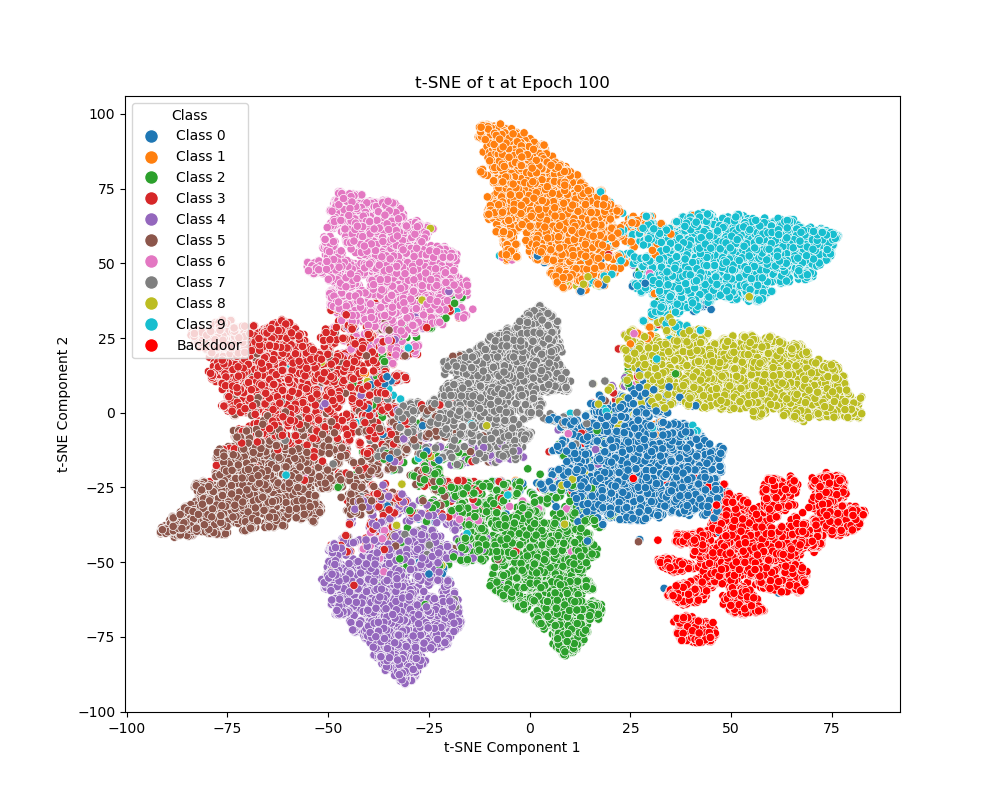 t-SNE of t at Epoch 100
Class
Class 0
Class 1
Class 2
Class 3
Class 4
Class 5
Class 6
Class 7
Class 8
Class 9
Backdoor
100
75
50
25
0
−25
−50
−75
−100
t-SNE Component 2
−100 −75 −50 −25 0 25 50 75
t-SNE Component 1